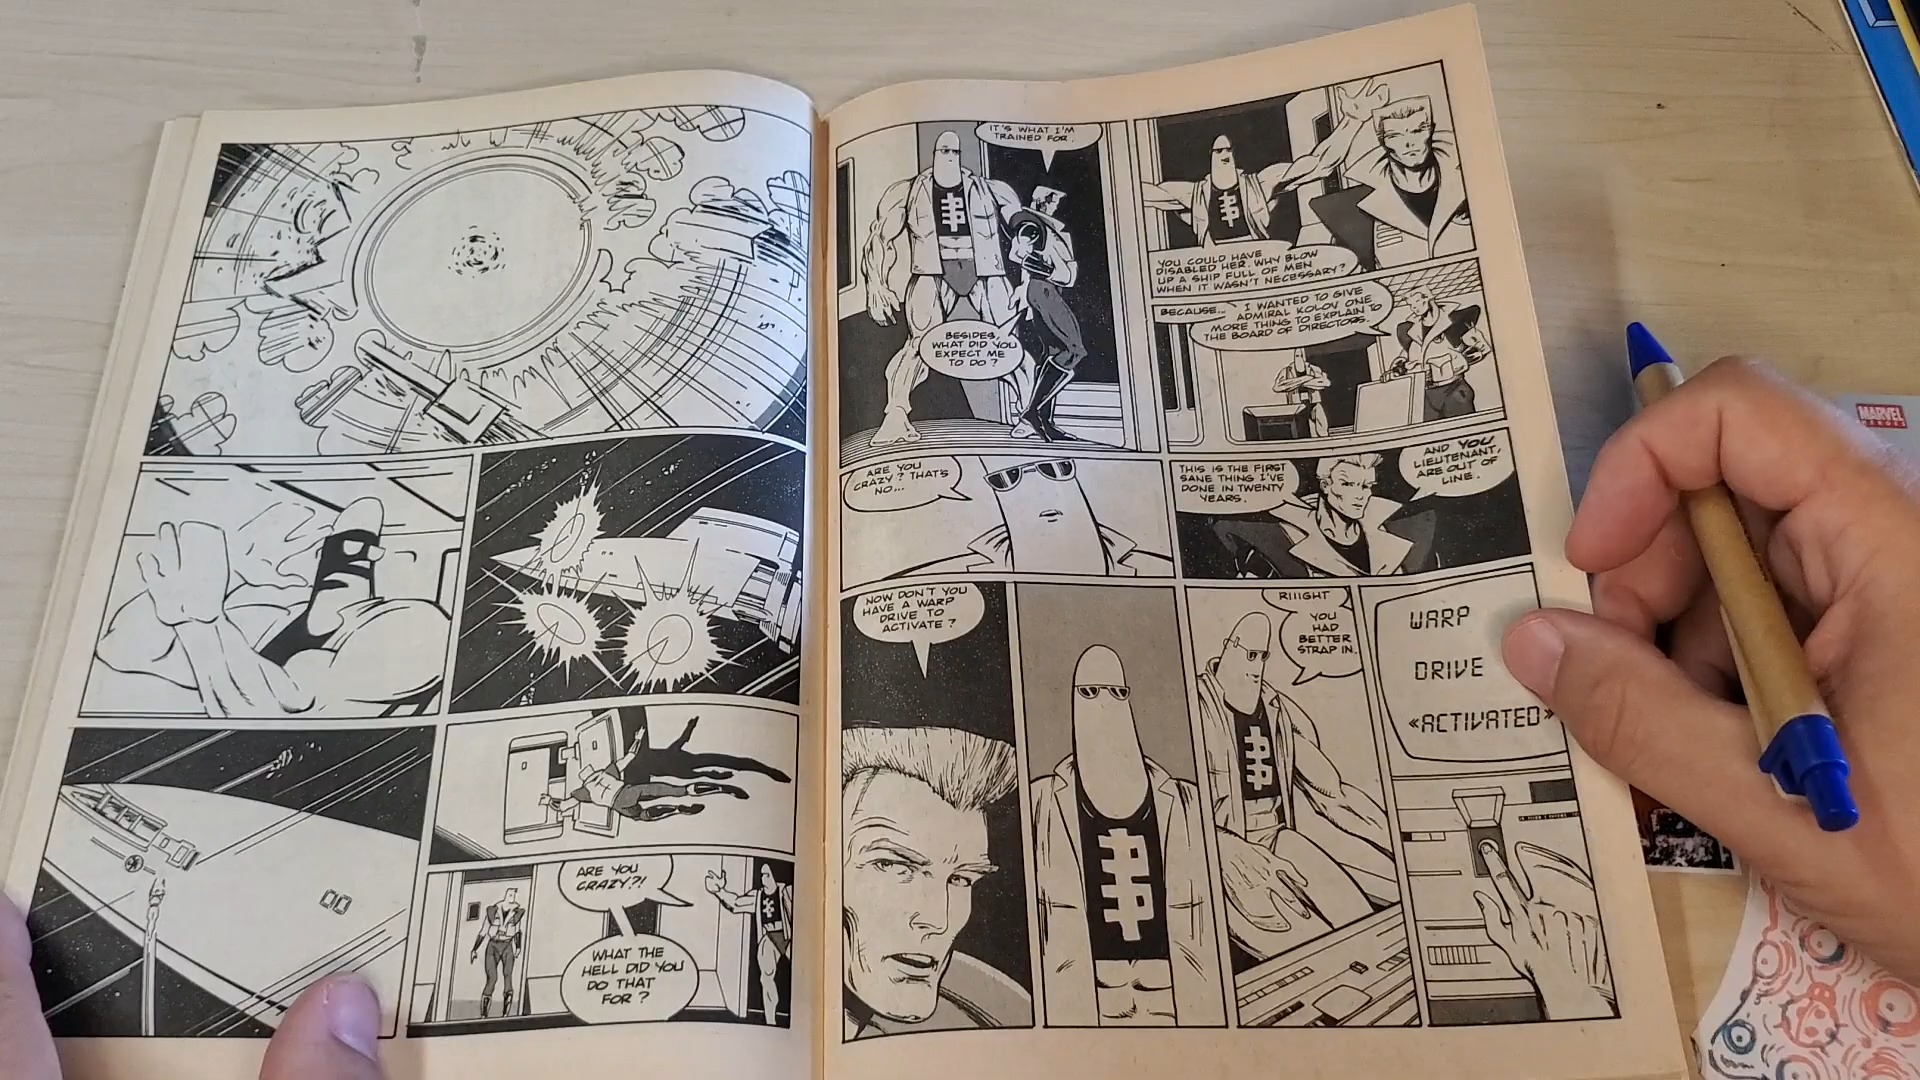 ARE YOU
CRAZY?!
WHAT THE
HELL DID YOU
DO THAT
FOR?
IT'S WHAT I'M
TRAINED FOR.
BESIDES,
WHAT DID YOU
EXPECT ME
TO DO?
YOU COULD HAVE
DISABLED HER. WHY BLOW
UP A SHIP FULL OF MEN
WHEN IT WASN'T NECESSARY?
BECAUSE...
I WANTED TO GIVE
ADMIRAL KOLOV ONE
MORE THING TO EXPLAIN TO
THE BOARD OF DIRECTORS.
ARE YOU
CRAZY? THAT'S
NO...
THIS IS THE FIRST
SANE THING I'VE
DONE IN TWENTY
YEARS.
AND YOU
LIEUTENANT,
ARE OUT OF
LINE.
NOW DON'T YOU
HAVE A WARP
DRIVE TO
ACTIVATE?
RIIIGHT
YOU
HAD
BETTER
STRAP IN.
WARP
DRIVE
«ACTIVATED»
MARVEL